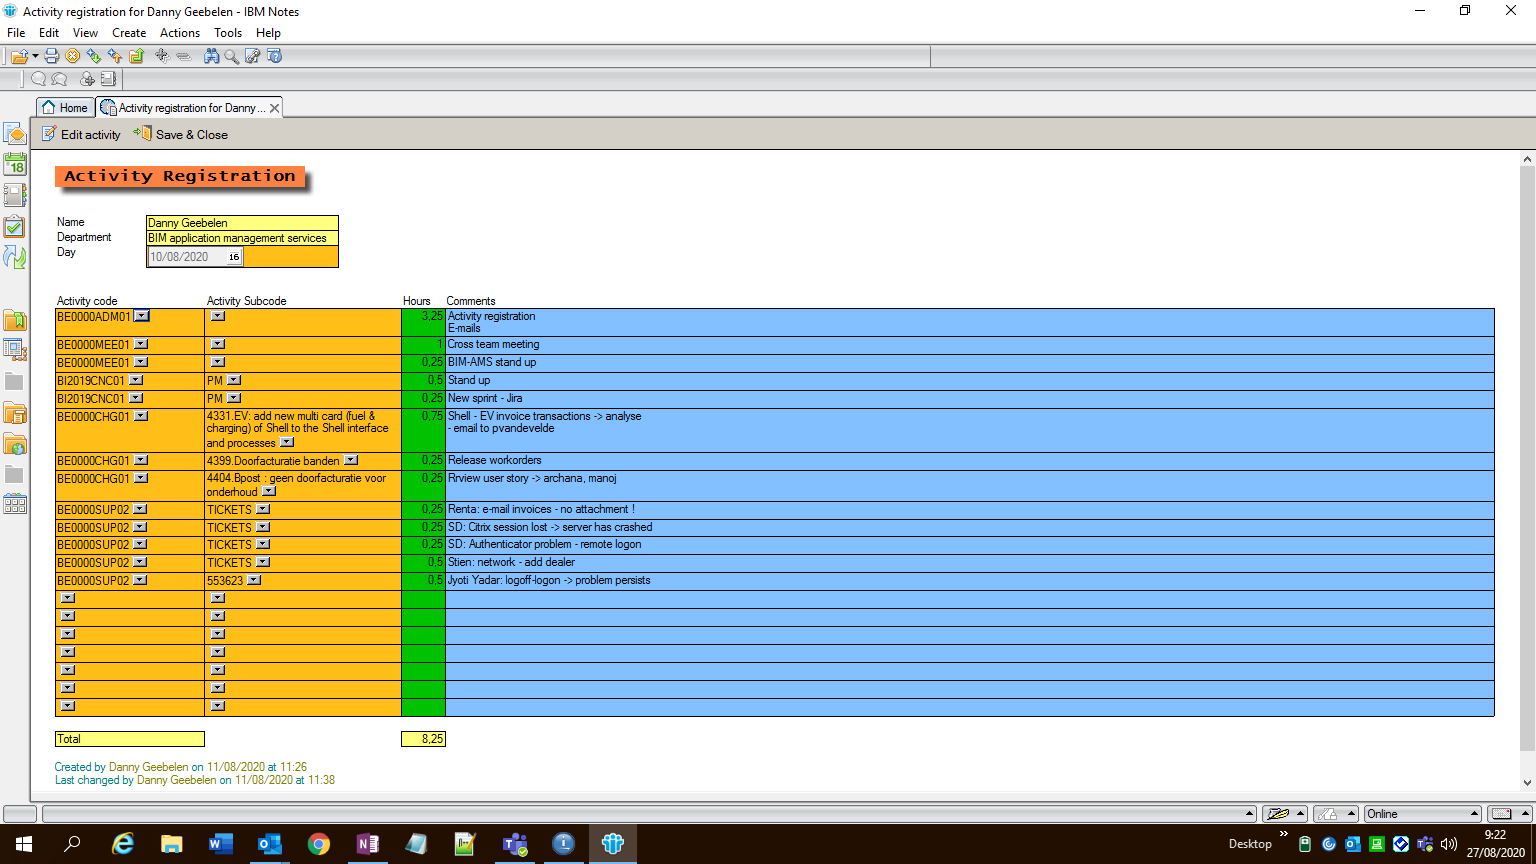 Activity registration for Danny Geebelen - IBM Notes
File Edit View Create Actions Tools Help
Home Activity registration for Danny ...
Edit activity Save & Close
18
Activity Registration
Name Danny Geebelen
Department BIM application management services
Day 10/08/2020 16
Activity code Activity Subcode Hours Comments
BE0000ADM01 3,25 Activity registration
E-mails
BE0000MEE01 1 Cross team meeting
BE0000MEE01 0,25 BIM-AMS stand up
BI2019CNC01 PM 0,5 Stand up
BI2019CNC01 PM 0,25 New sprint - Jira
BE0000CHG01 4331.EV: add new multi card (fuel & 0,75 Shell - EV invoice transactions -> analyse
charging) of Shell to the Shell interface - email to pvandevelde
and processes
BE0000CHG01 4399.Doorfacturatie banden 0,25 Release workorders
BE0000CHG01 4404.Bpost : geen doorfacturatie voor 0,25 Rrview user story -> archana, manoj
onderhoud
BE0000SUP02 TICKETS 0,25 Renta: e-mail invoices - no attachment !
BE0000SUP02 TICKETS 0,25 SD: Citrix session lost -> server has crashed
BE0000SUP02 TICKETS 0,25 SD: Authenticator problem - remote logon
BE0000SUP02 TICKETS 0,5 Stien: network - add dealer
BE0000SUP02 553623 0,5 Jyoti Yadar: logoff-logon -> problem persists
Total 8,25
Created by Danny Geebelen on 11/08/2020 at 11:26
Last changed by Danny Geebelen on 11/08/2020 at 11:38
Online
Desktop
9:22
27/08/2020